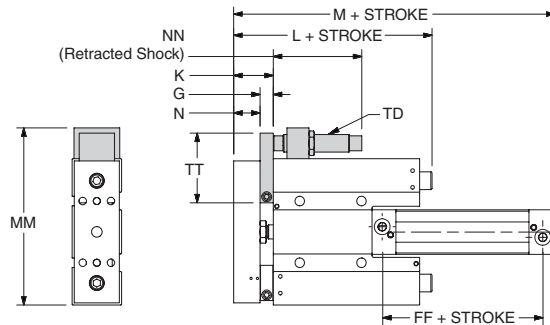 M + STROKE
L + STROKE
NN
(Retracted Shock)
K
G
N
TD
TT
MM
FF + STROKE